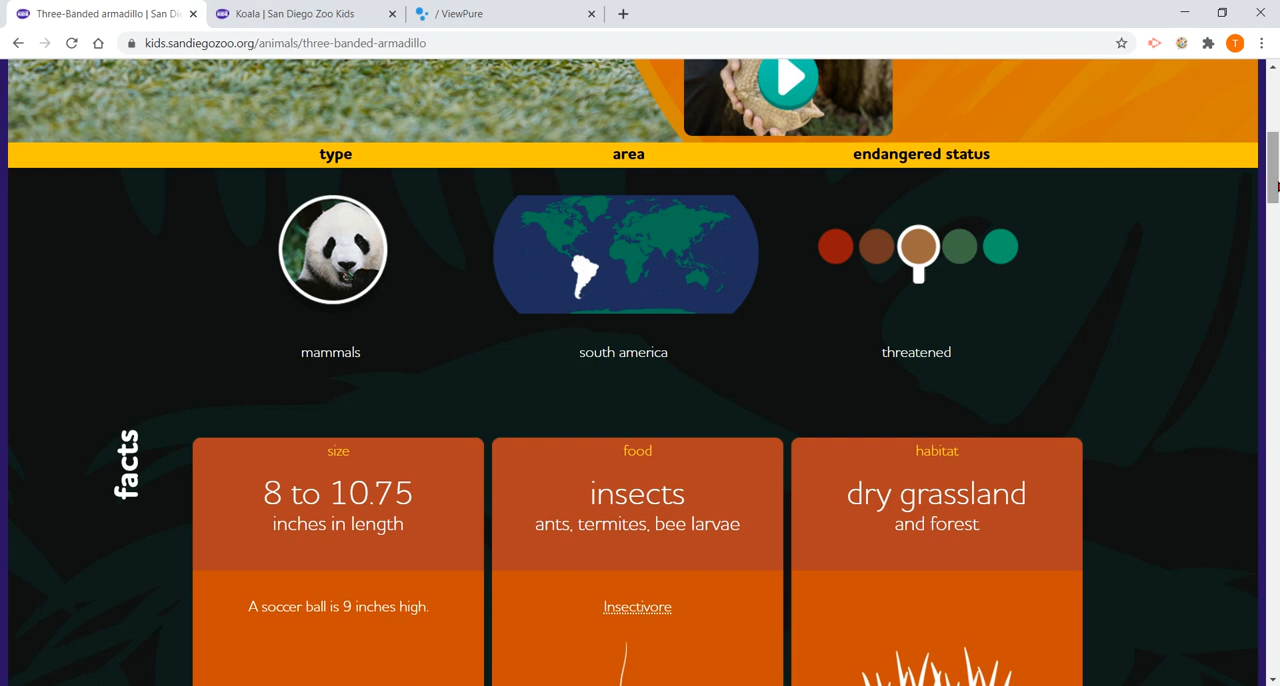 Three-Banded armadillo | San Di
Koala | San Diego Zoo Kids
/ ViewPure
kids.sandiegozoo.org/animals/three-banded-armadillo
T
type
area
endangered status
mammals
south america
threatened
facts
size
8 to 10.75
inches in length
A soccer ball is 9 inches high.
food
insects
ants, termites, bee larvae
Insectivore
habitat
dry grassland
and forest